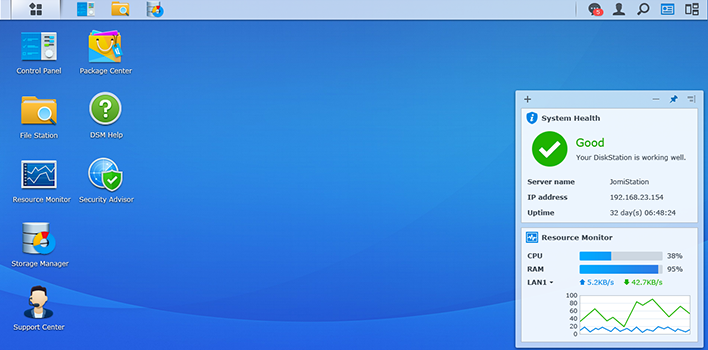 5
Control Panel
Package Center
File Station
DSM Help
Resource Monitor
Security Advisor
Storage Manager
Support Center
System Health
Good
Your DiskStation is working well.
Server name JomiStation
IP address 192.168.23.154
Uptime 32 day(s) 06:48:24
Resource Monitor
CPU 38%
RAM 95%
LAN1 5.2KB/s 42.7KB/s
100
80
60
40
20
0